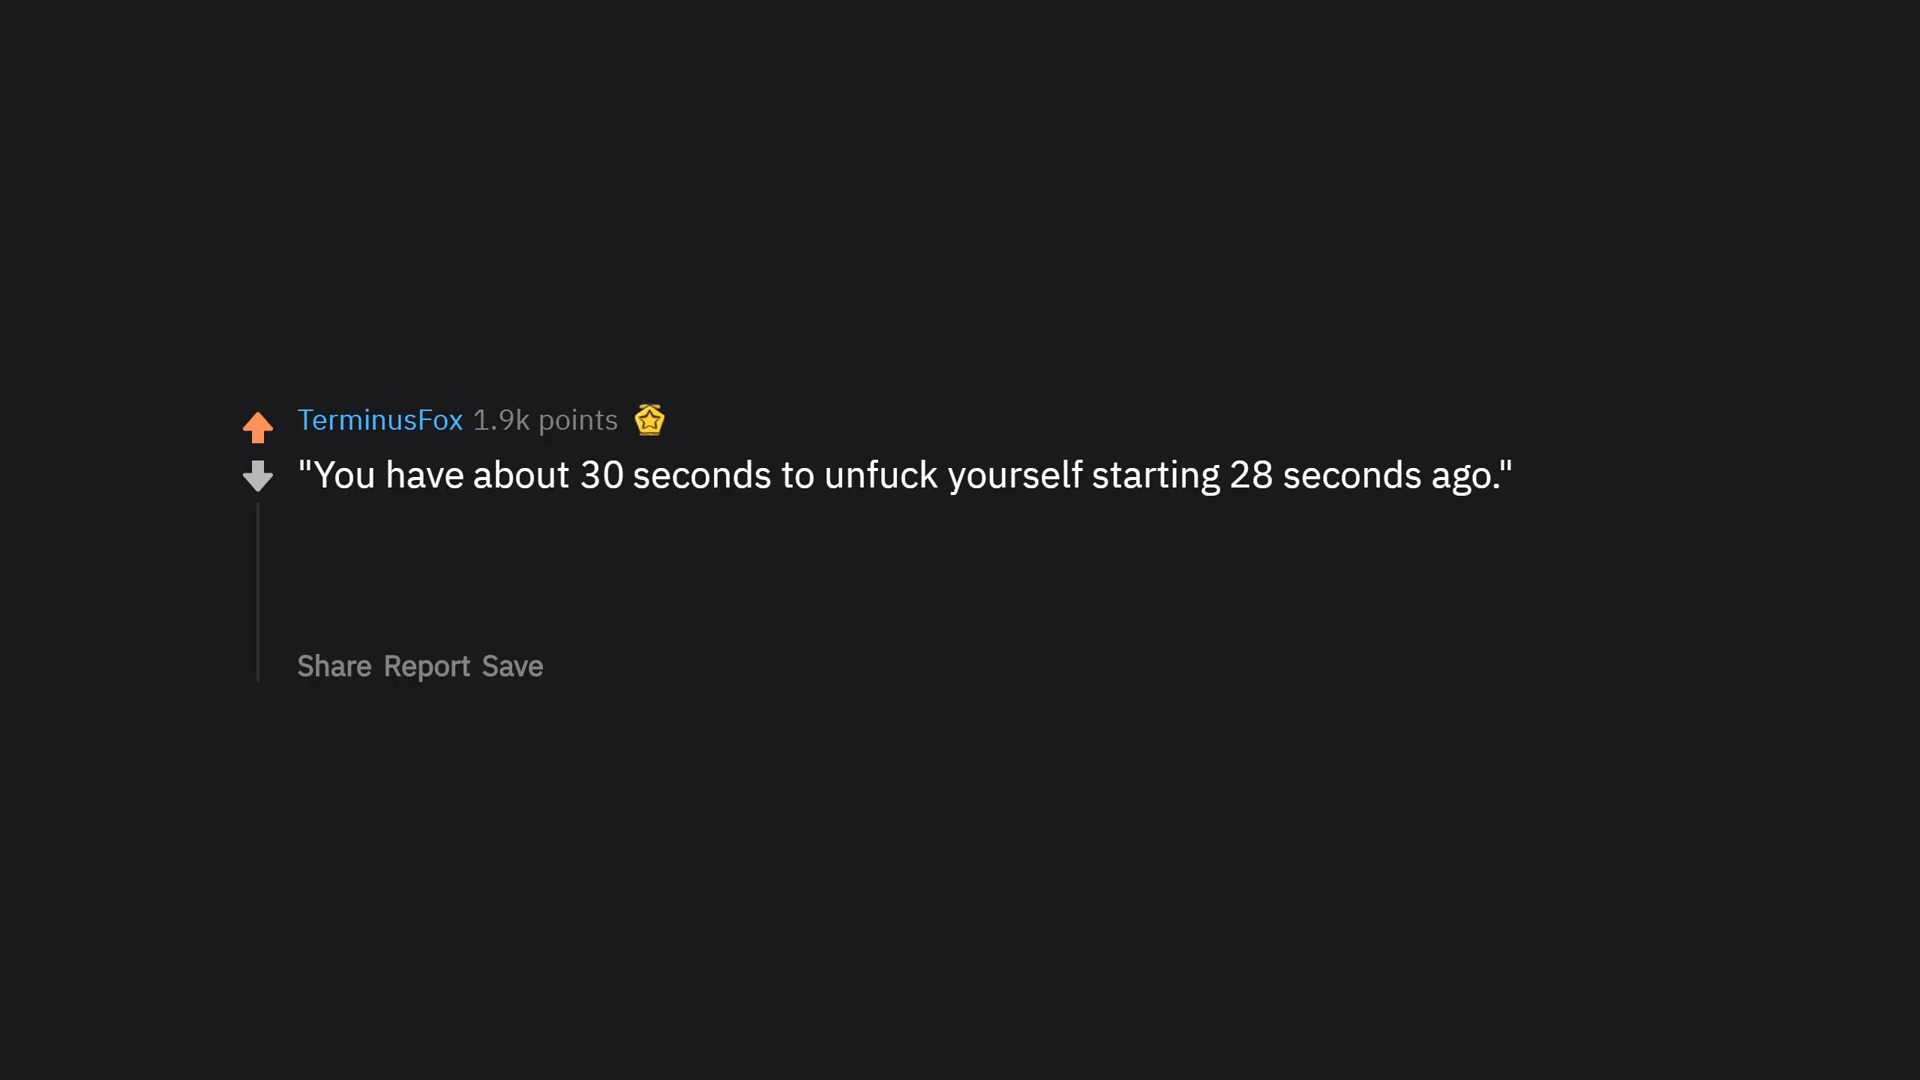 TerminusFox 1.9k points
"You have about 30 seconds to unfuck yourself starting 28 seconds ago."
Share Report Save